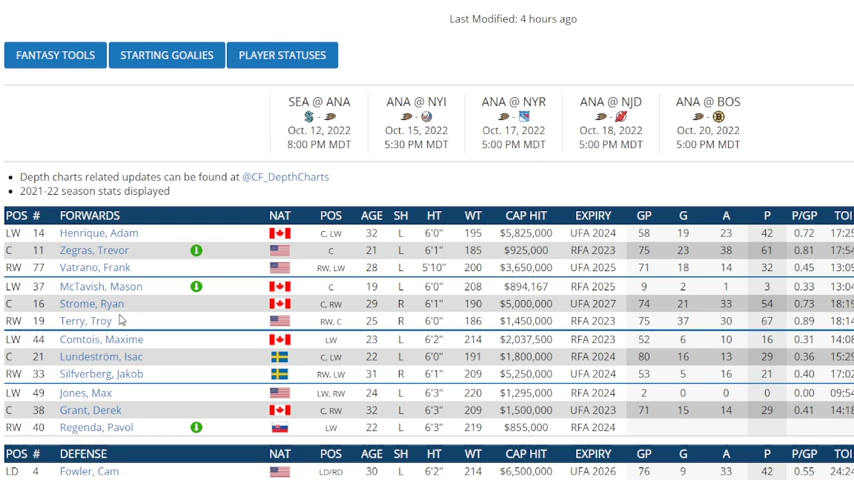 Last Modified: 4 hours ago
FANTASY TOOLS STARTING GOALIES PLAYER STATUSES
SEA @ ANA ANA @ NYI ANA @ NYR ANA @ NJD ANA @ BOS
- - - - -
Oct. 12, 2022 Oct. 15, 2022 Oct. 17, 2022 Oct. 18, 2022 Oct. 20, 2022
8:00 PM MDT 5:30 PM MDT 5:00 PM MDT 5:00 PM MDT 5:00 PM MDT
• Depth charts related updates can be found at @CF_DepthCharts
• 2021-22 season stats displayed
POS # FORWARDS NAT POS AGE SH HT WT CAP HIT EXPIRY GP G A P P/GP TOI
LW 14 Henrique, Adam C, LW 32 L 6'0" 195 $5,825,000 UFA 2024 58 19 23 42 0.72 17:25
C 11 Zegras, Trevor C 21 L 6'1" 185 $925,000 RFA 2023 75 23 38 61 0.81 17:54
RW 77 Vatrano, Frank RW, LW 28 L 5'10" 200 $3,650,000 UFA 2025 71 18 14 32 0.45 13:09
LW 37 McTavish, Mason C 19 L 6'0" 208 $894,167 RFA 2025 9 2 1 3 0.33 13:04
C 16 Strome, Ryan C, RW 29 R 6'1" 190 $5,000,000 UFA 2027 74 21 33 54 0.73 18:19
RW 19 Terry, Troy RW, C 25 R 6'0" 186 $1,450,000 RFA 2023 75 37 30 67 0.89 18:14
LW 44 Comtois, Maxime LW 23 L 6'2" 214 $2,037,500 RFA 2023 52 6 10 16 0.31 14:08
C 21 Lundeström, Isac C, LW 22 L 6'0" 191 $1,800,000 RFA 2024 80 16 13 29 0.36 15:29
RW 33 Silfverberg, Jakob RW, LW 31 R 6'1" 209 $5,250,000 UFA 2024 53 5 16 21 0.40 17:02
LW 49 Jones, Max LW, RW 24 L 6'3" 220 $1,295,000 RFA 2024 2 0 0 0 0.00 09:54
C 38 Grant, Derek C, RW 32 L 6'3" 209 $1,500,000 UFA 2023 71 15 14 29 0.41 14:18
RW 40 Regenda, Pavol LW 22 L 6'3" 219 $855,000 RFA 2024
POS # DEFENSE NAT POS AGE SH HT WT CAP HIT EXPIRY GP G A P P/GP TOI
LD 4 Fowler, Cam LD/RD 30 L 6'2" 214 $6,500,000 UFA 2026 76 9 33 42 0.55 24:24